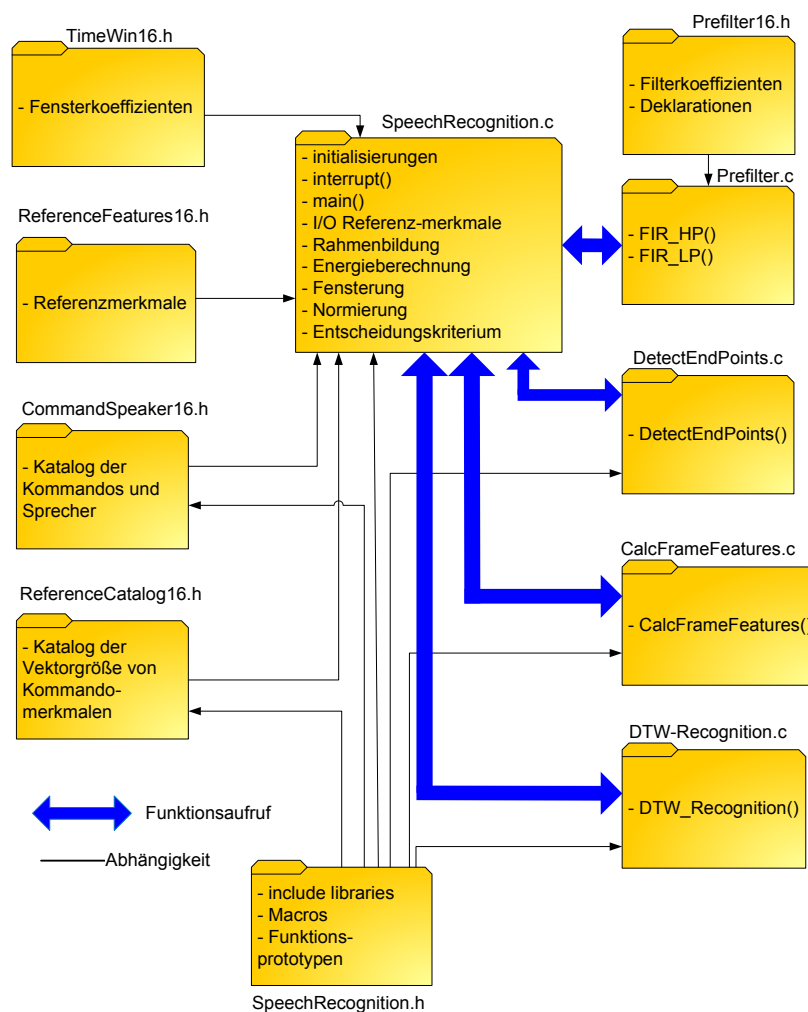 TimeWin16.h
- Fensterkoeffizienten
Prefilter16.h
- Filterkoeffizienten
- Deklarationen
SpeechRecognition.c
- initialisierungen
- interrupt()
- main()
- I/O Referenz-merkmale
- Rahmenbildung
- Energieberechnung
- Fensterung
- Normierung
- Entscheidungskriterium
Prefilter.c
- FIR_HP()
- FIR_LP()
ReferenceFeatures16.h
- Referenzmerkmale
DetectEndPoints.c
- DetectEndPoints()
CommandSpeaker16.h
- Katalog der
Kommandos und
Sprecher
CalcFrameFeatures.c
- CalcFrameFeatures()
ReferenceCatalog16.h
- Katalog der
Vektorgröße von
Kommando-
merkmalen
DTW-Recognition.c
- DTW_Recognition()
Funktionsaufruf
Abhängigkeit
- include libraries
- Macros
- Funktions-
prototypen
SpeechRecognition.h